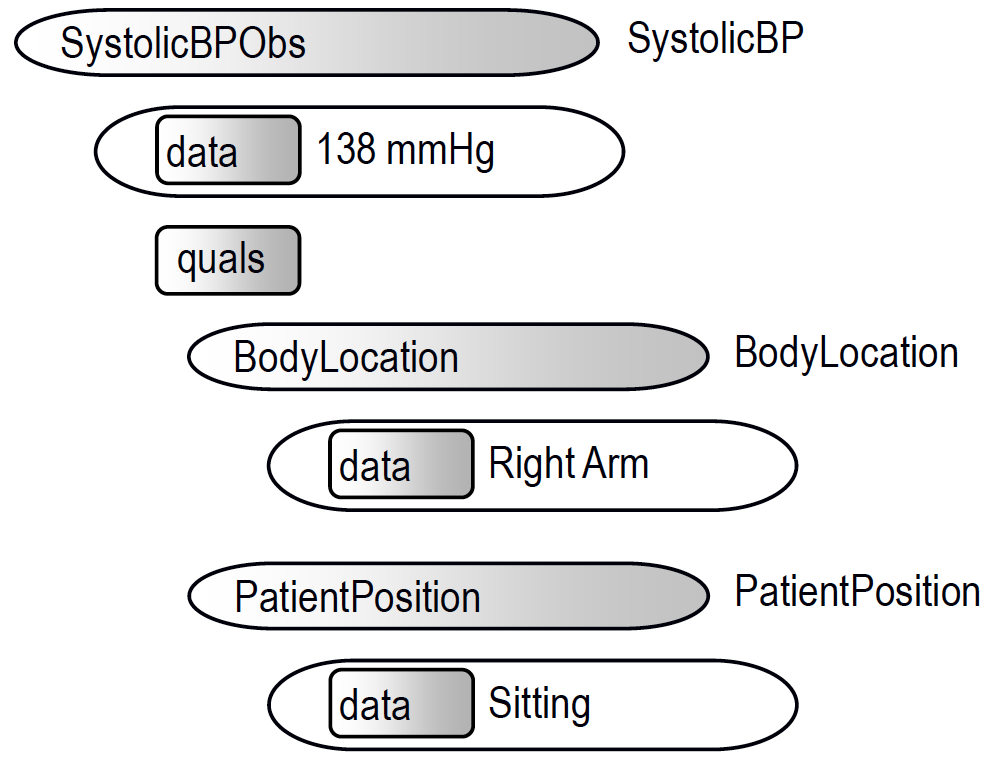 SystolicBPObs SystolicBP
data 138 mmHg
quals
BodyLocation BodyLocation
data Right Arm
PatientPosition PatientPosition
data Sitting